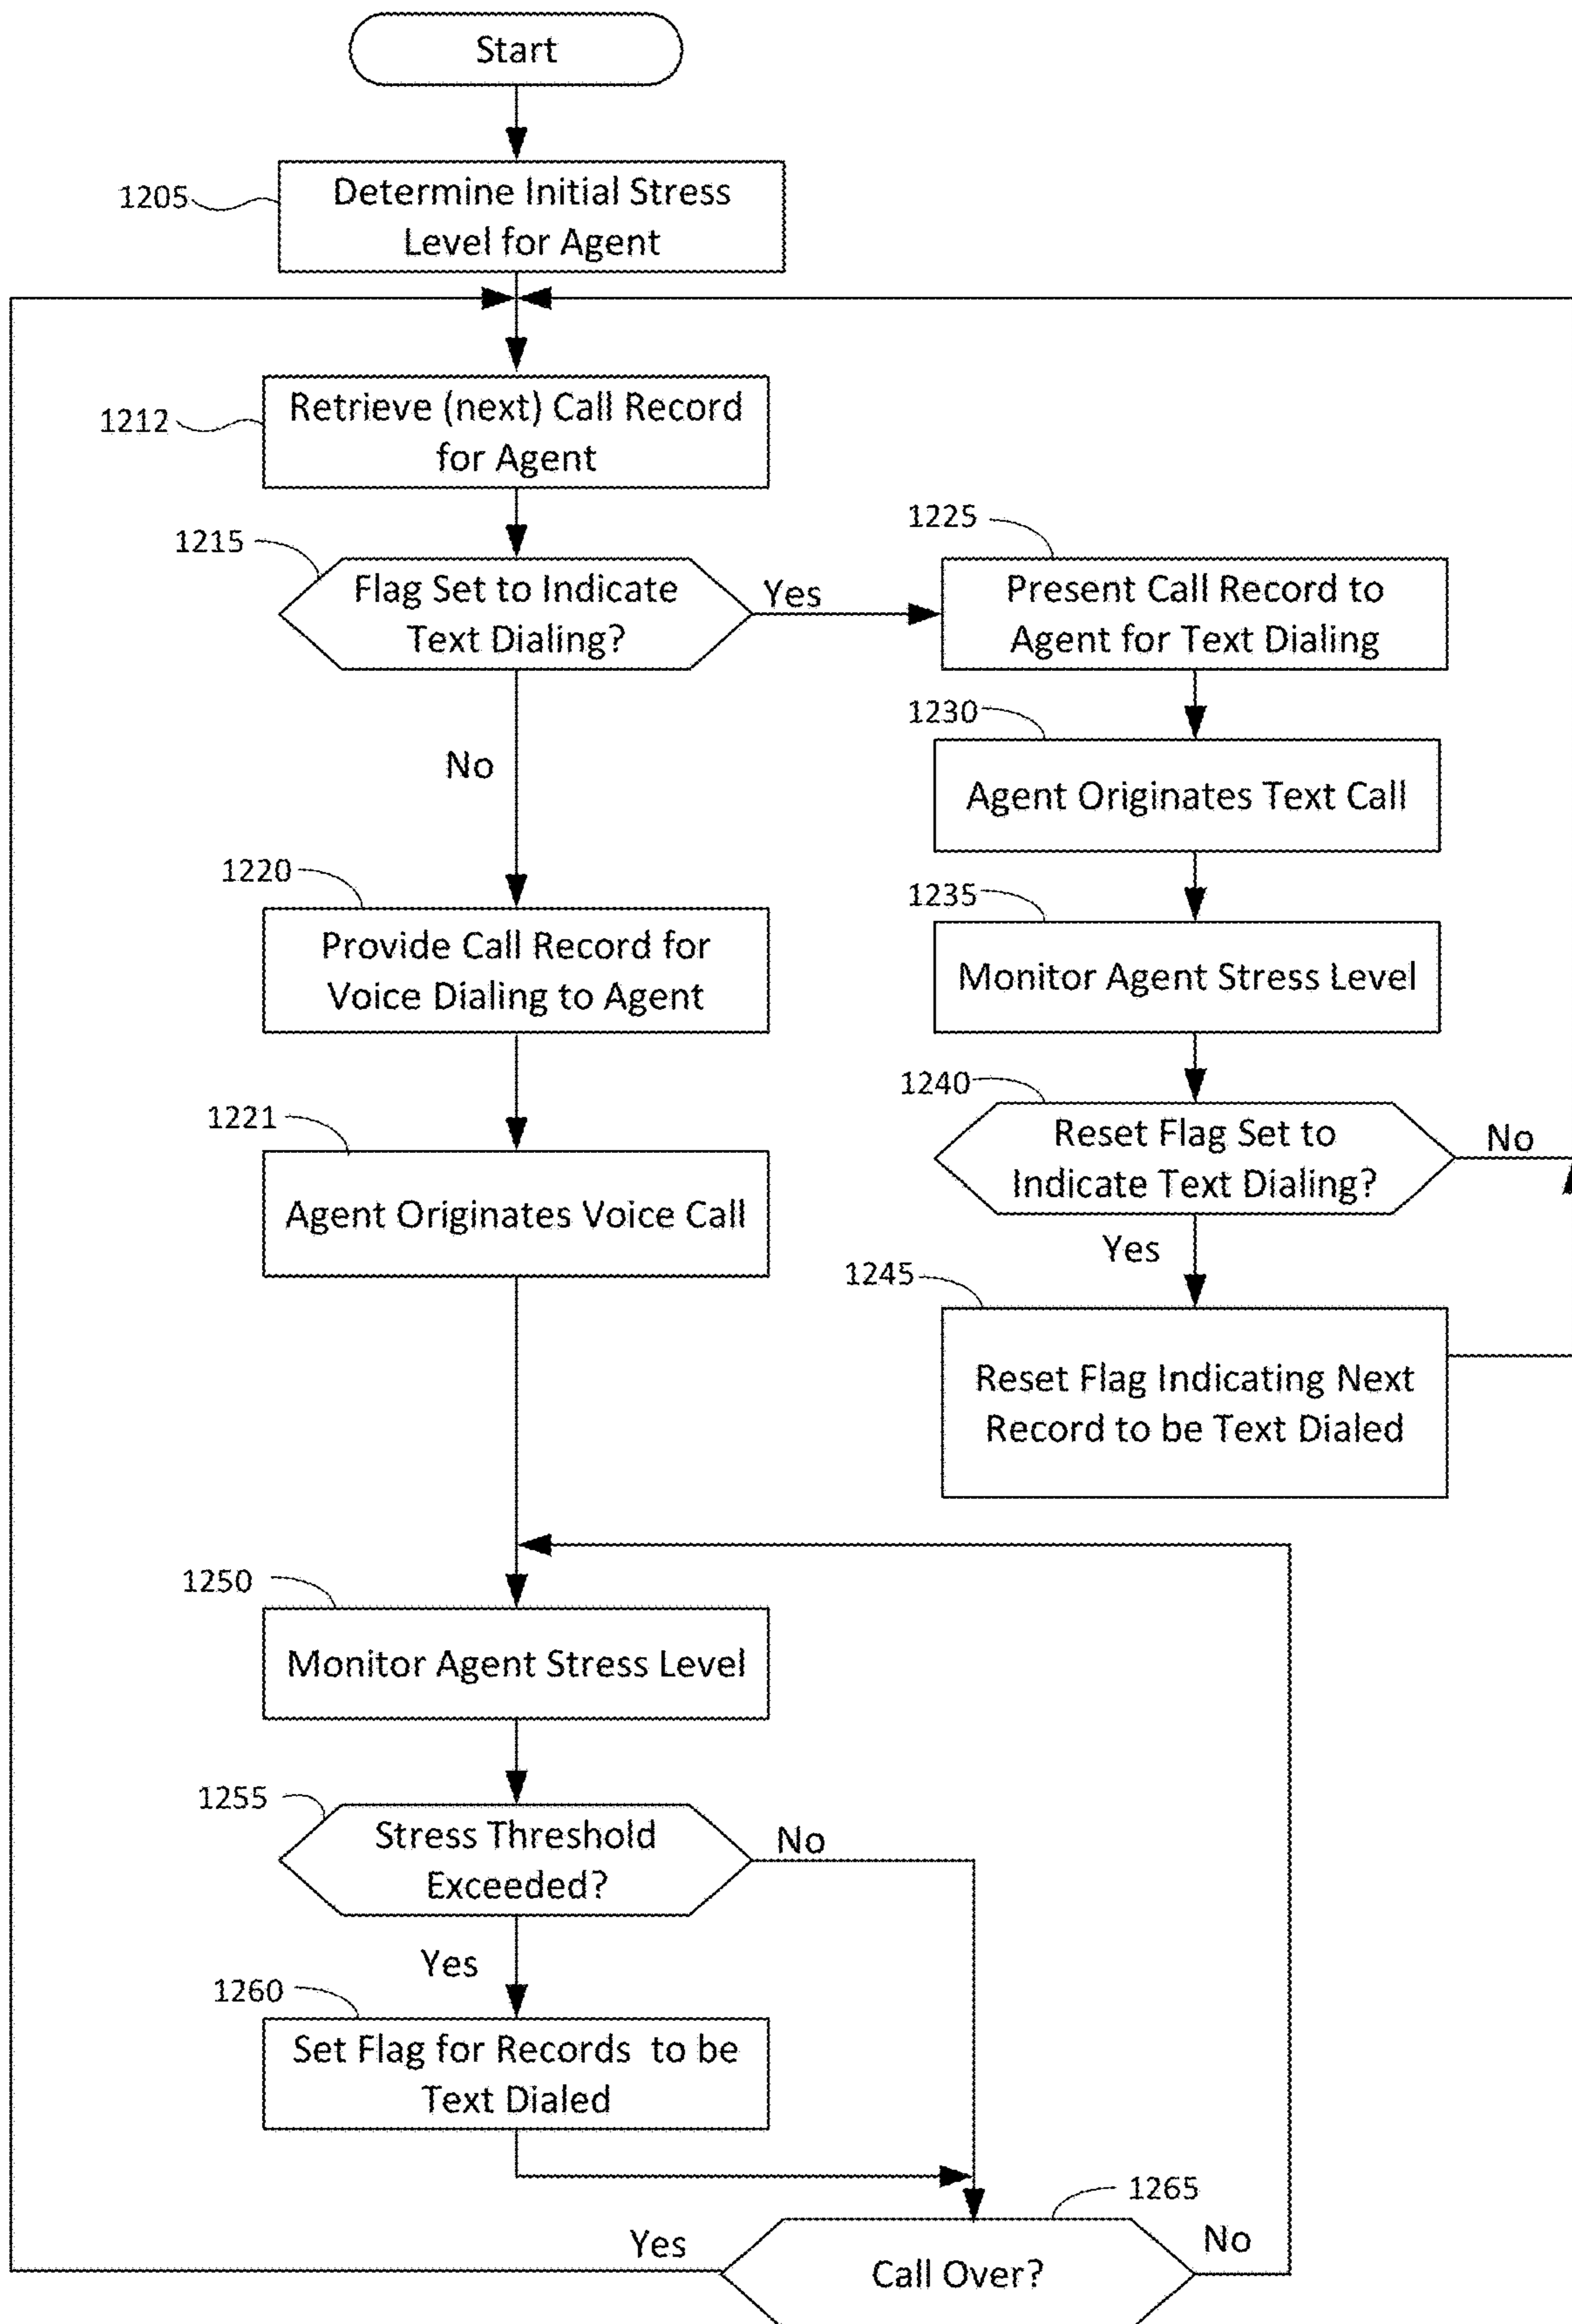 Start
1205
Determine Initial Stress
Level for Agent
1212
Retrieve (next) Call Record
for Agent
1215
Flag Set to Indicate
Text Dialing?
Yes
No
1225
Present Call Record to
Agent for Text Dialing
1230
Agent Originates Text Call
1235
Monitor Agent Stress Level
1240
Reset Flag Set to
Indicate Text Dialing?
No
Yes
1245
Reset Flag Indicating Next
Record to be Text Dialed
1220
Provide Call Record for
Voice Dialing to Agent
1221
Agent Originates Voice Call
1250
Monitor Agent Stress Level
1255
Stress Threshold
Exceeded?
No
Yes
1260
Set Flag for Records to be
Text Dialed
1265
Yes
No
Call Over?